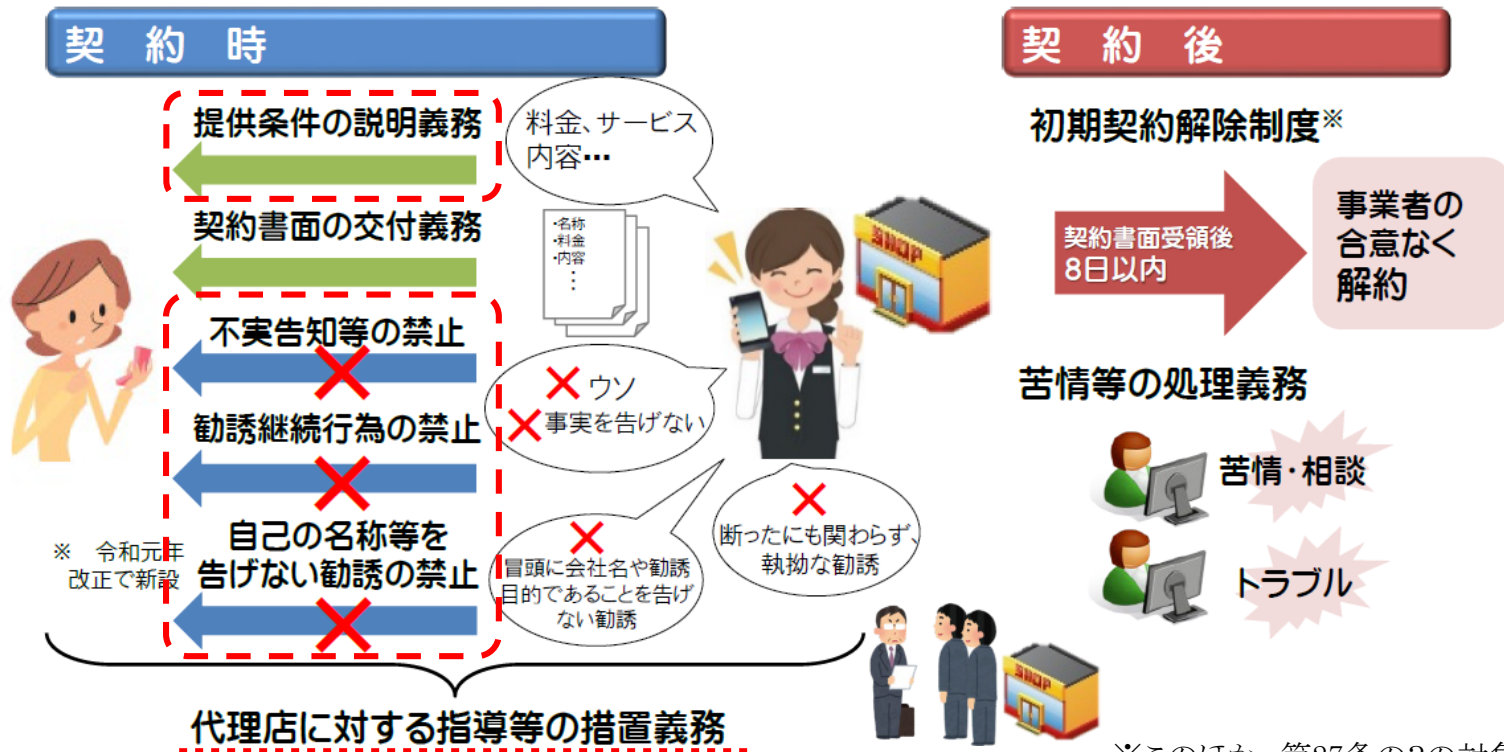 契約時
提供条件の説明義務
料金、サービス
内容…
契約書面の交付義務
・名称
・料金
・内容
⋮
SHOP
不実告知等の禁止
×ウソ
×事実を告げない
勧誘継続行為の禁止
×
断ったにも関わらず、
執拗な勧誘
自己の名称等を
告げない勧誘の禁止
※ 令和元年
改正で新設
×
冒頭に会社名や勧誘
目的であることを告げ
ない勧誘
SHOP
代理店に対する指導等の措置義務
契約後
初期契約解除制度※
契約書面受領後
8日以内
事業者の
合意なく
解約
苦情等の処理義務
苦情・相談
トラブル